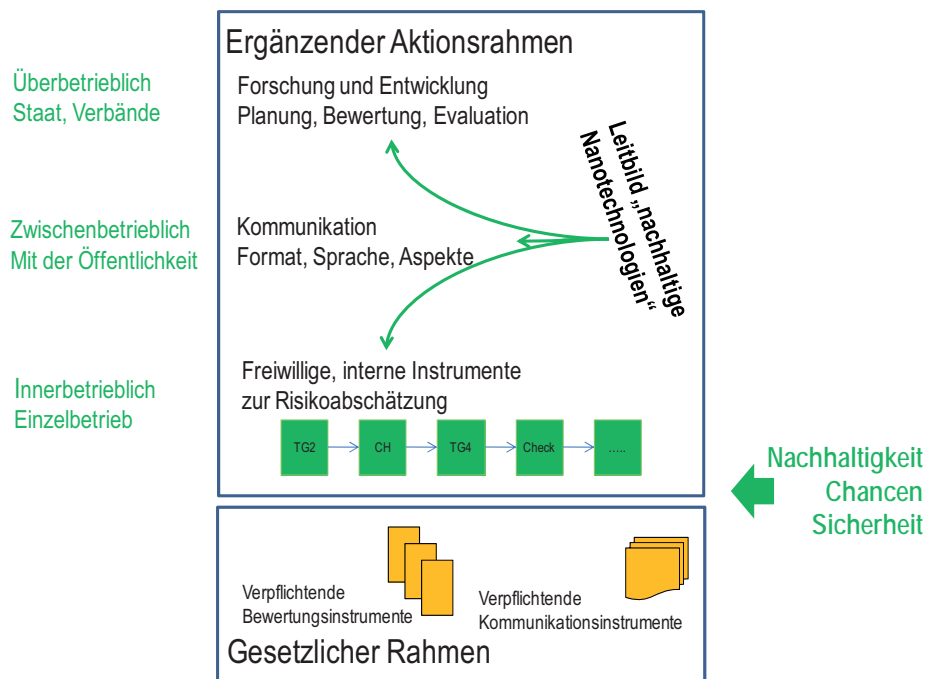 Ergänzender Aktionsrahmen
Überbetrieblich
Staat, Verbände
Forschung und Entwicklung
Planung, Bewertung, Evaluation
Leitbild „nachhaltige
Nanotechnologien“
Zwischenbetrieblich
Mit der Öffentlichkeit
Kommunikation
Format, Sprache, Aspekte
Innerbetrieblich
Einzelbetrieb
Freiwillige, interne Instrumente
zur Risikoabschätzung
TG2
CH
TG4
Check
.....
Nachhaltigkeit
Chancen
Sicherheit
Verpflichtende
Bewertungsinstrumente
Verpflichtende
Kommunikationsinstrumente
Gesetzlicher Rahmen